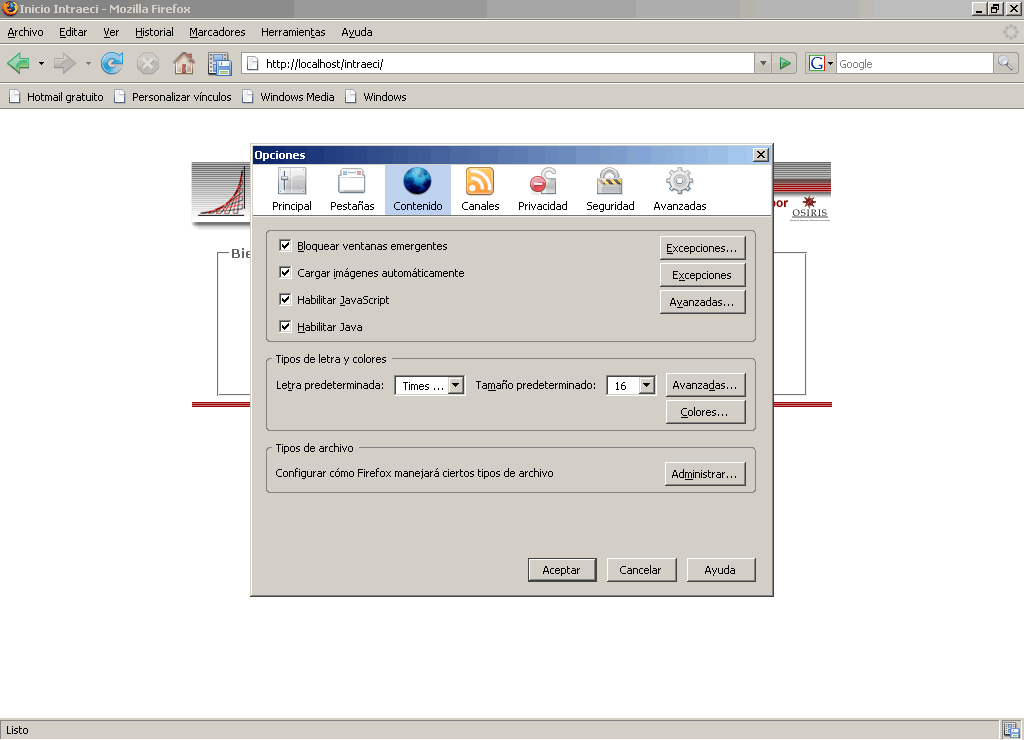 Inicio Intraeci - Mozilla Firefox
Archivo Editar Ver Historial Marcadores Herramientas Ayuda
http://localhost/intraeci/ G Google
Hotmail gratuito Personalizar vínculos Windows Media Windows
Opciones
Principal Pestañas Contenido Canales Privacidad Seguridad Avanzadas
por
OSIRIS
Bie
Bloquear ventanas emergentes Excepciones...
Cargar imágenes automáticamente Excepciones
Habilitar JavaScript Avanzadas...
Habilitar Java
Tipos de letra y colores
Letra predeterminada: Times ... Tamaño predeterminado: 16 Avanzadas...
Colores...
Tipos de archivo
Configurar cómo Firefox manejará ciertos tipos de archivo Administrar...
Aceptar Cancelar Ayuda
Listo